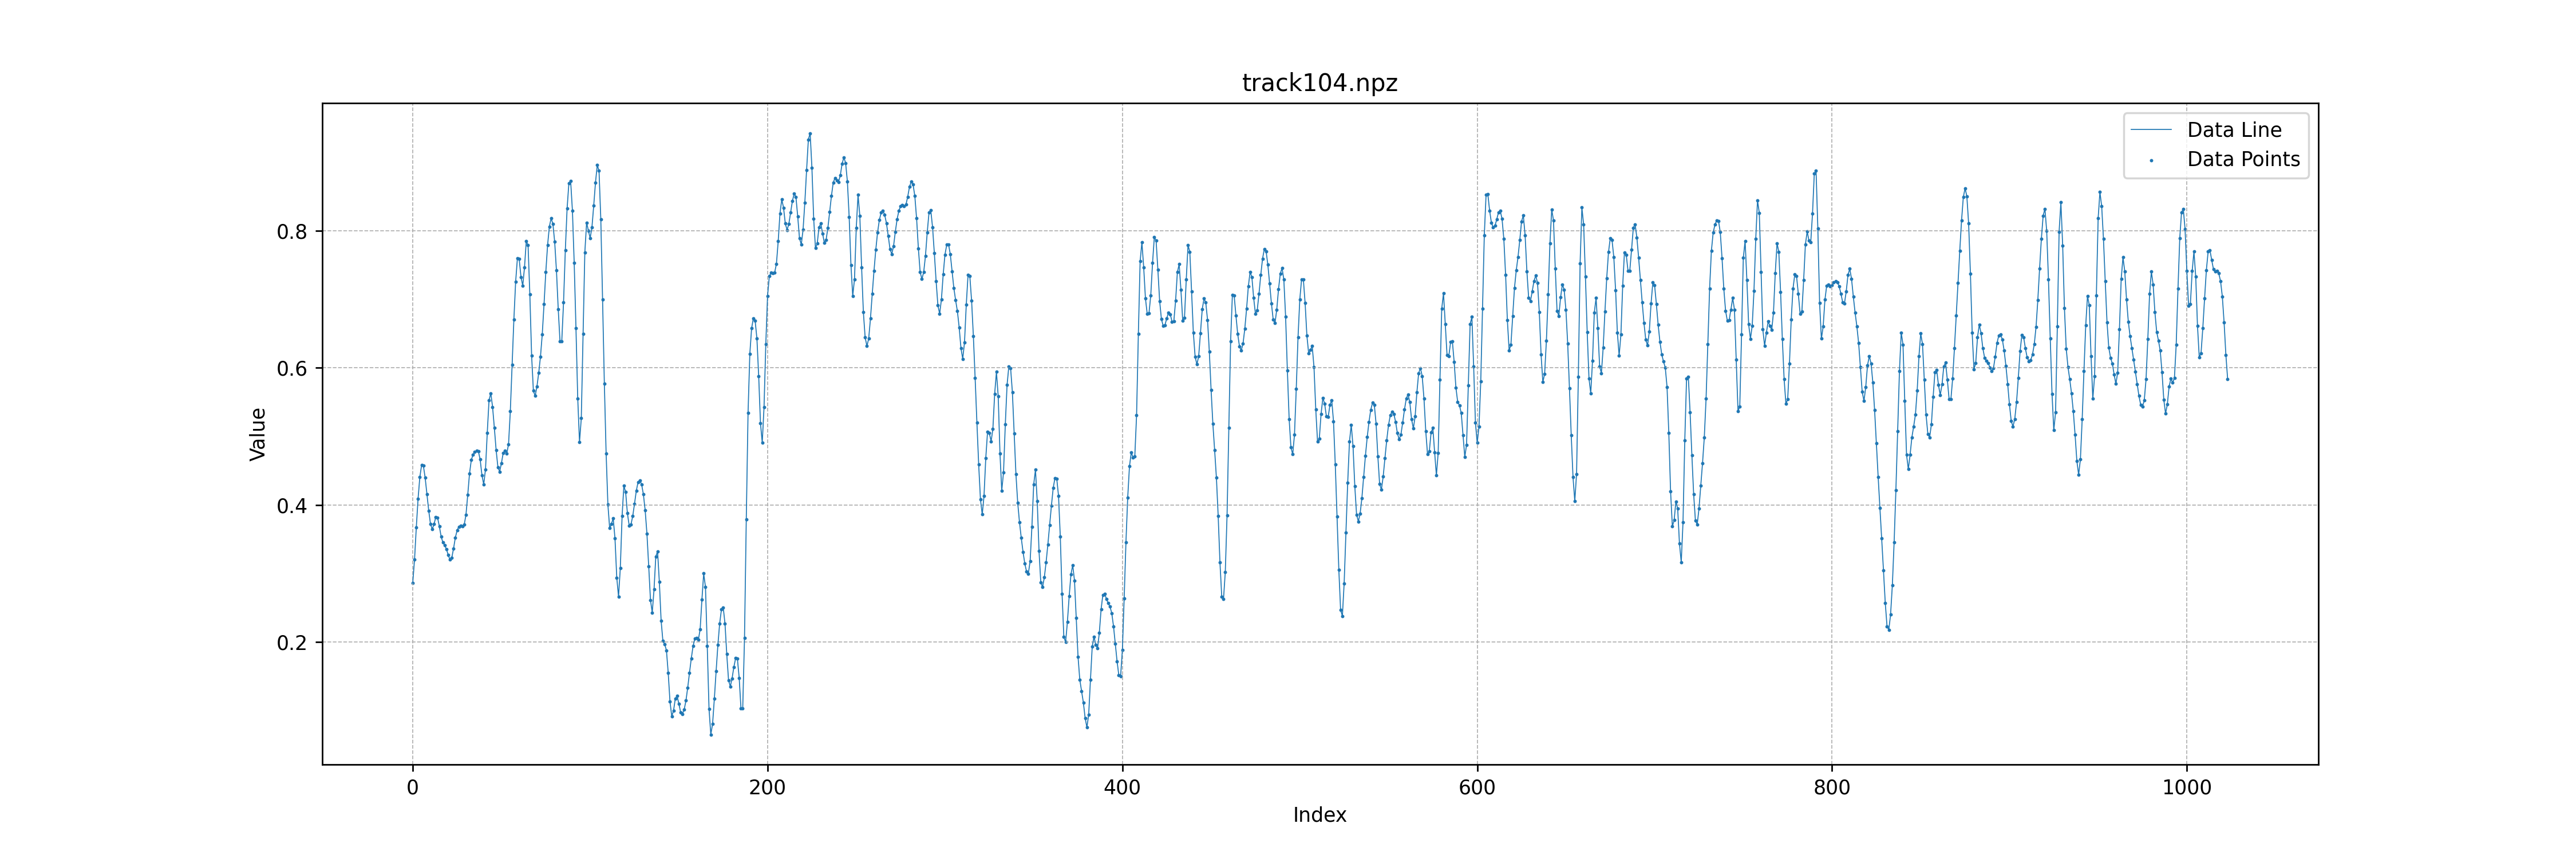 track104.npz
Data Line
Data Points
Value
0.8
0.6
0.4
0.2
0 200 400 600 800 1000
Index